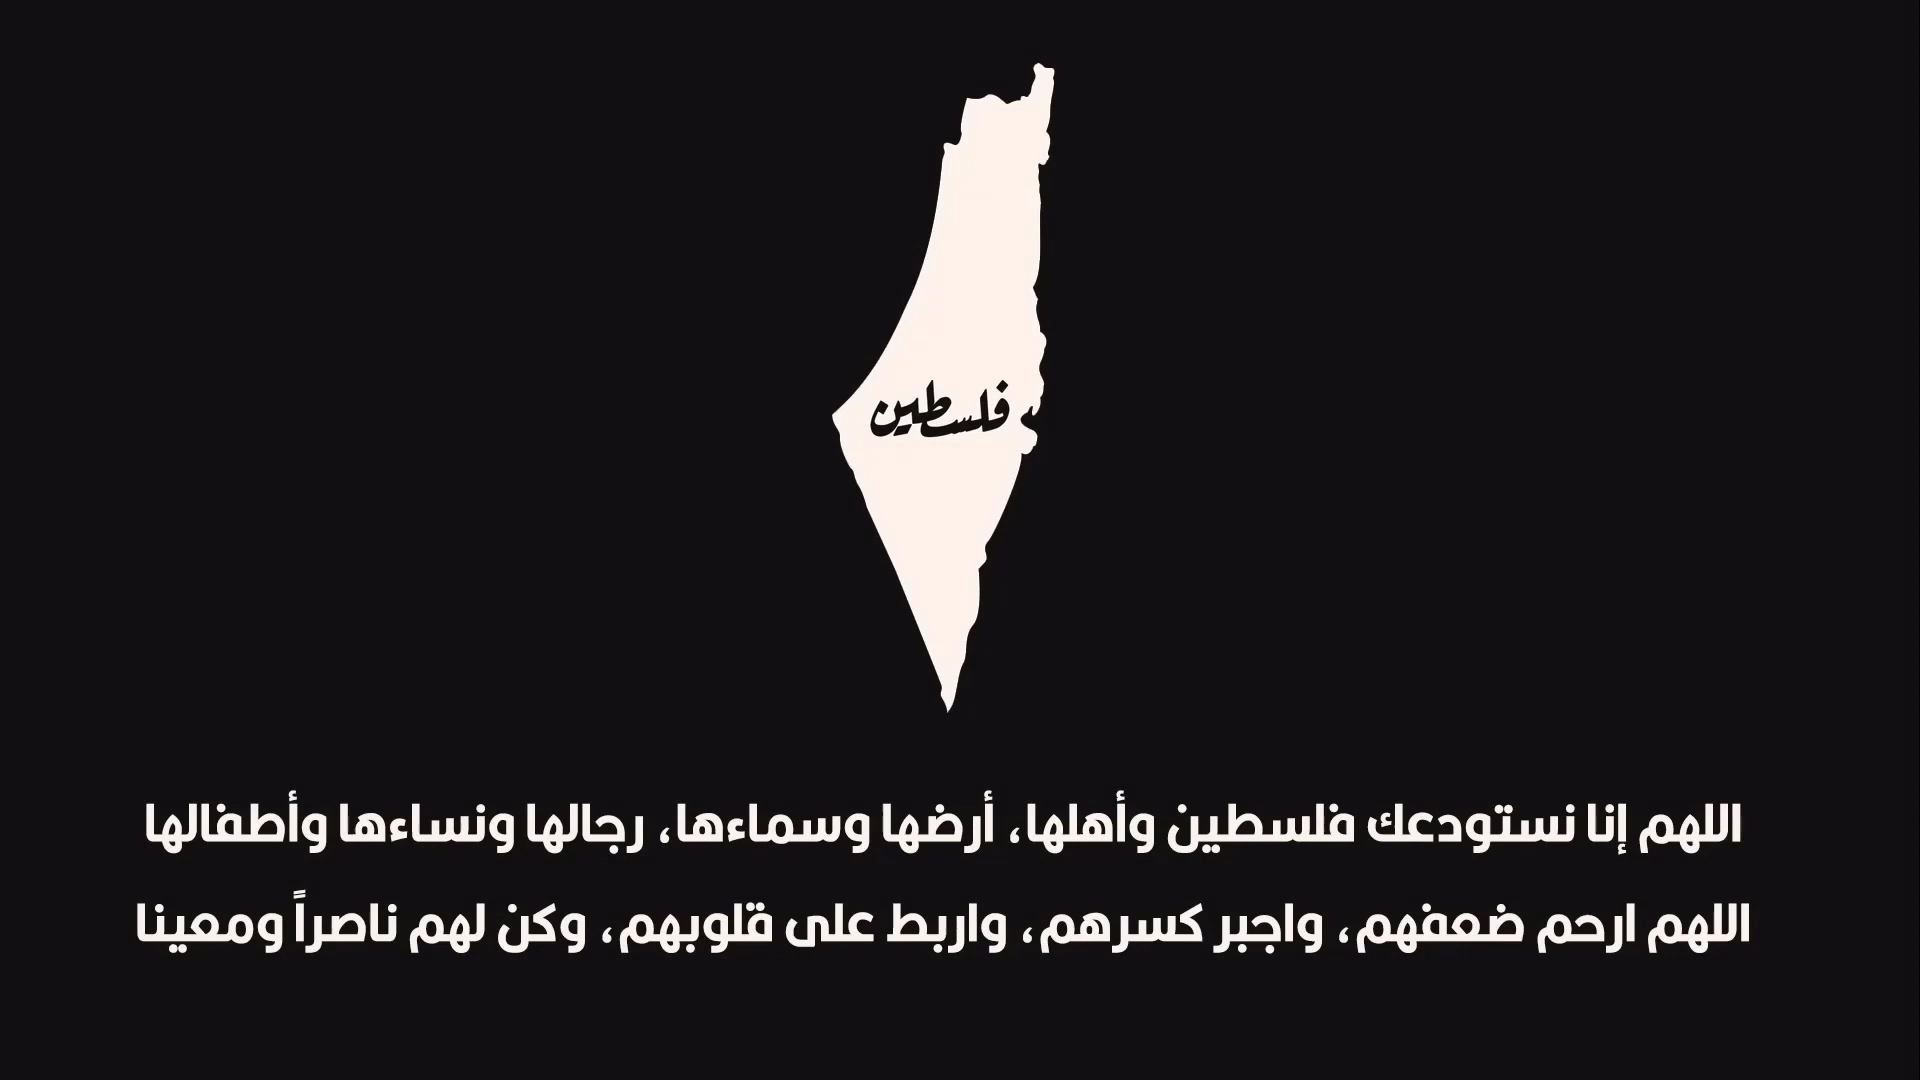 فلسطين
اللهم إنا نستودعك فلسطين وأهلها، أرضها وسماءها، رجالها ونساءها وأطفالها
اللهم ارحم ضعفهم، واجبر كسرهم، واربط على قلوبهم، وكن لهم ناصراً ومعينا